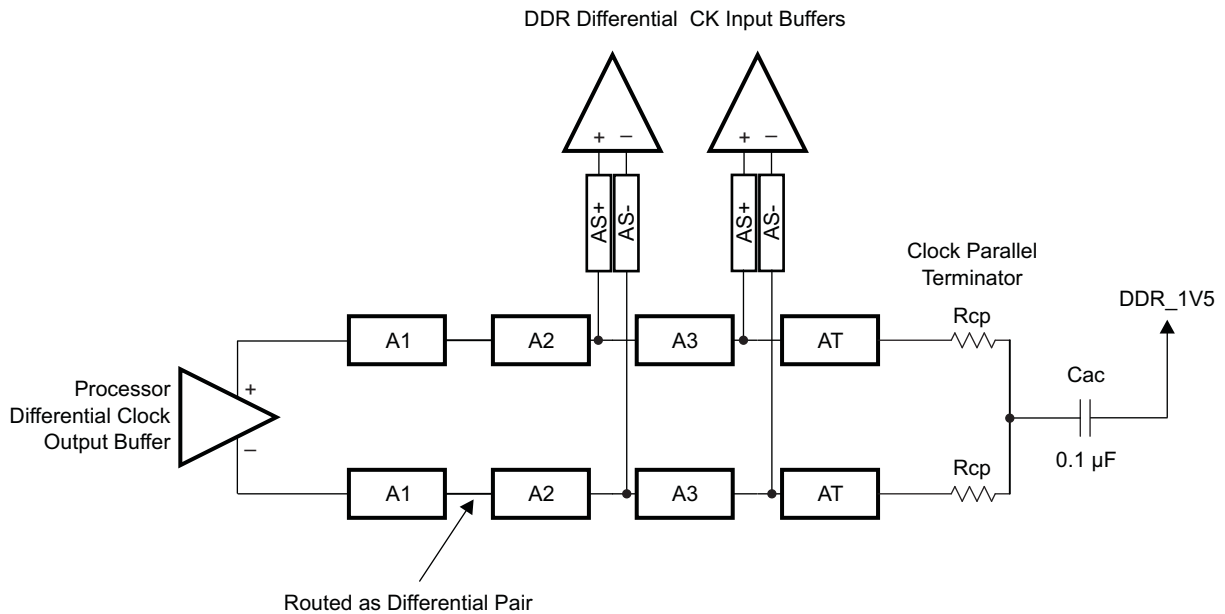 DDR Differential CK Input Buffers
+ −
+ −
AS+
AS-
AS+
AS-
Clock Parallel
Terminator
DDR_1V5
Rcp
A1
A2
A3
AT
Processor
Differential Clock
Output Buffer
+
−
Cac
0.1 µF
Rcp
A1
A2
A3
AT
Routed as Differential Pair